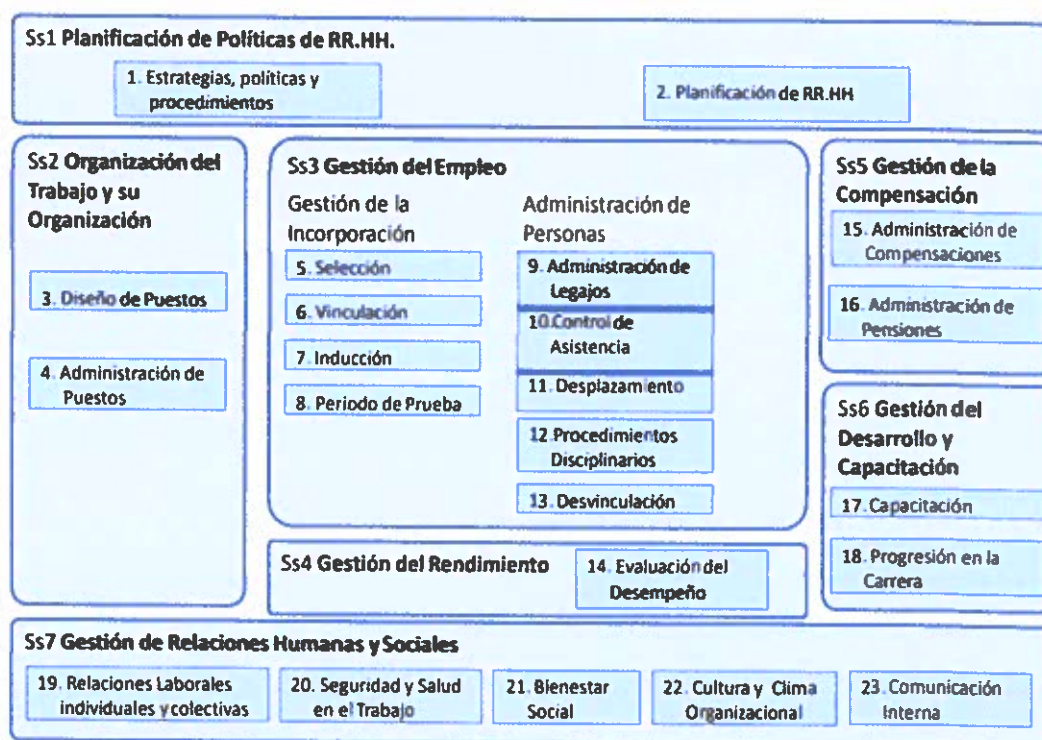 Ss1 Planificación de Políticas de RR.HH.
1. Estrategias, políticas y
procedimientos
2. Planificación de RR.HH
Ss2 Organización del
Trabajo y su
Organización
3. Diseño de Puestos
4. Administración de
Puestos
Ss3 Gestión del Empleo
Gestión de la
Incorporación
5. Selección
6. Vinculación
7. Inducción
8. Periodo de Prueba
Administración de
Personas
9. Administración de
Legajos
10. Control de
Asistencia
11. Desplazamiento
12. Procedimientos
Disciplinarios
13. Desvinculación
Ss4 Gestión del Rendimiento
14. Evaluación del
Desempeño
Ss5 Gestión de la
Compensación
15. Administración de
Compensaciones
16. Administración de
Pensiones
Ss6 Gestión del
Desarrollo y
Capacitación
17. Capacitación
18. Progresión en la
Carrera
Ss7 Gestión de Relaciones Humanas y Sociales
19. Relaciones Laborales
individuales y colectivas
20. Seguridad y Salud
en el Trabajo
21. Bienestar
Social
22. Cultura y Clima
Organizacional
23. Comunicación
Interna